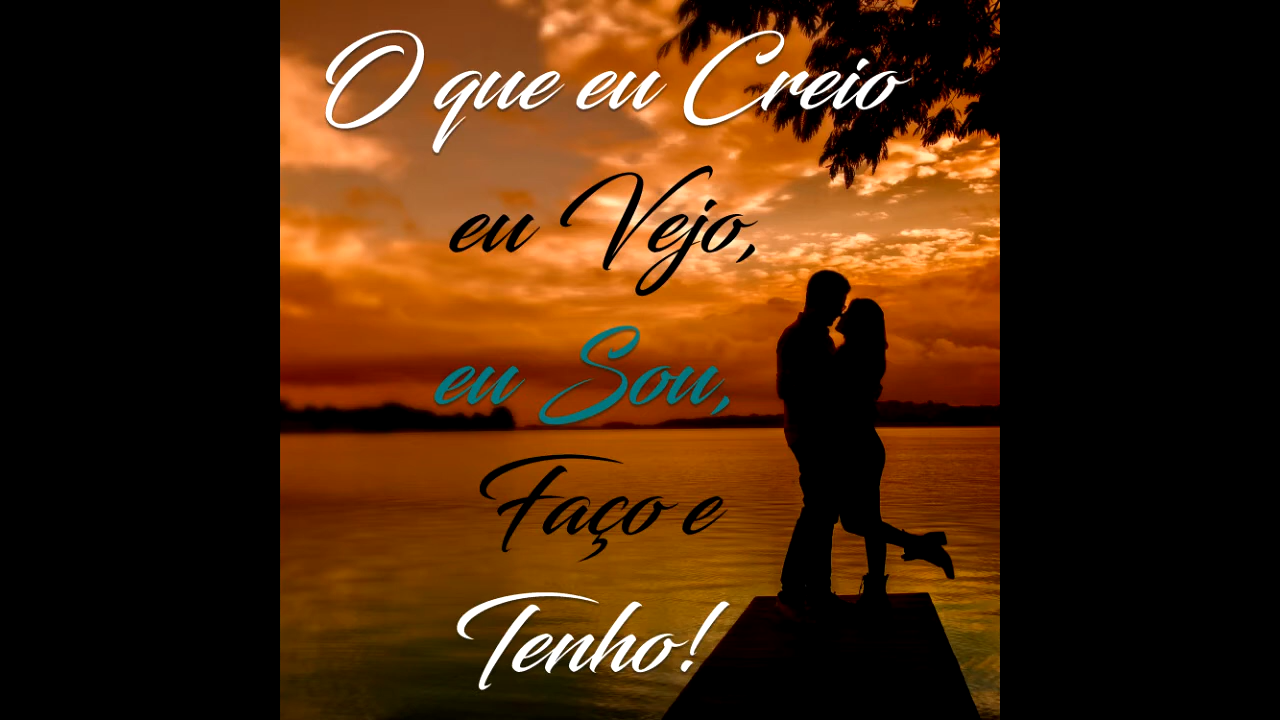 O que eu Creio
eu Vejo,
eu Sou,
Faço e
Tenho!